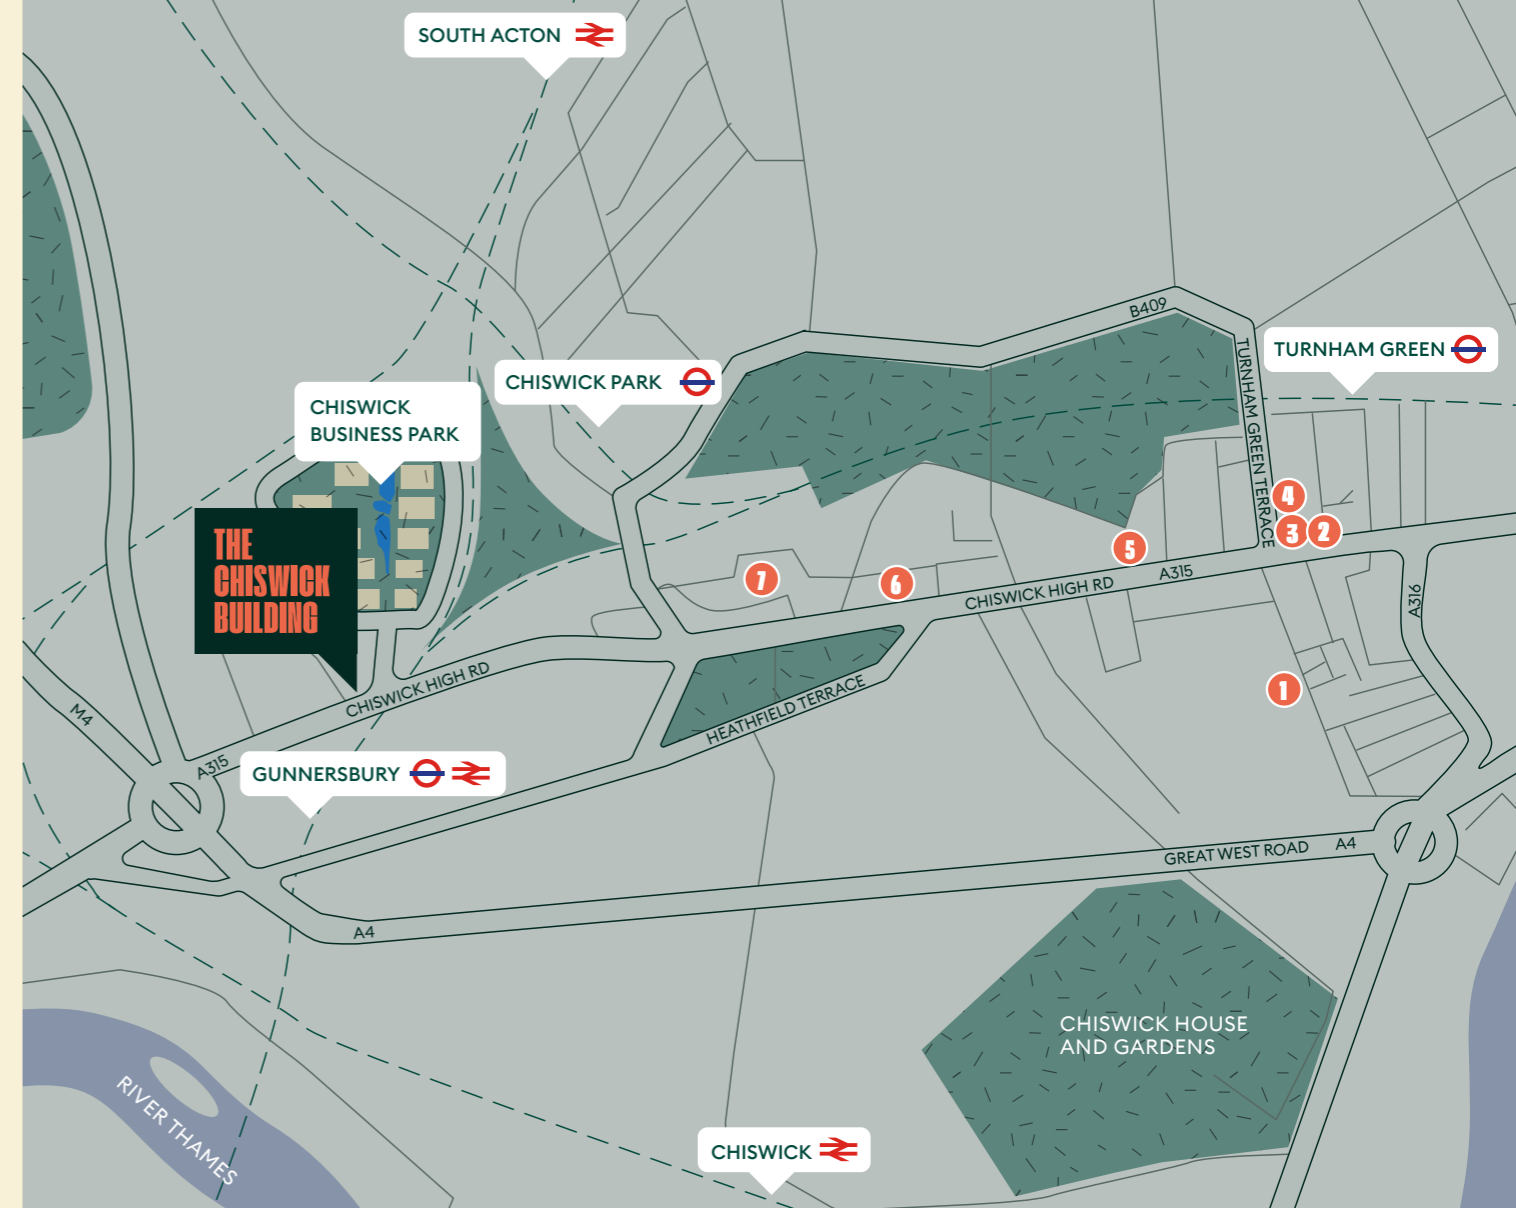 SOUTH ACTON
B409
TURNHAM GREEN
CHISWICK PARK
CHISWICK
BUSINESS PARK
TURNHAM GREEN TERRACE
THE
CHISWICK
BUILDING
4
3
2
5
7
6
CHISWICK HIGH RD
A315
A316
CHISWICK HIGH RD
HEATHFIELD TERRACE
1
M4
A315
GUNNERSBURY
GREAT WEST ROAD
A4
A4
CHISWICK HOUSE
AND GARDENS
RIVER THAMES
CHISWICK